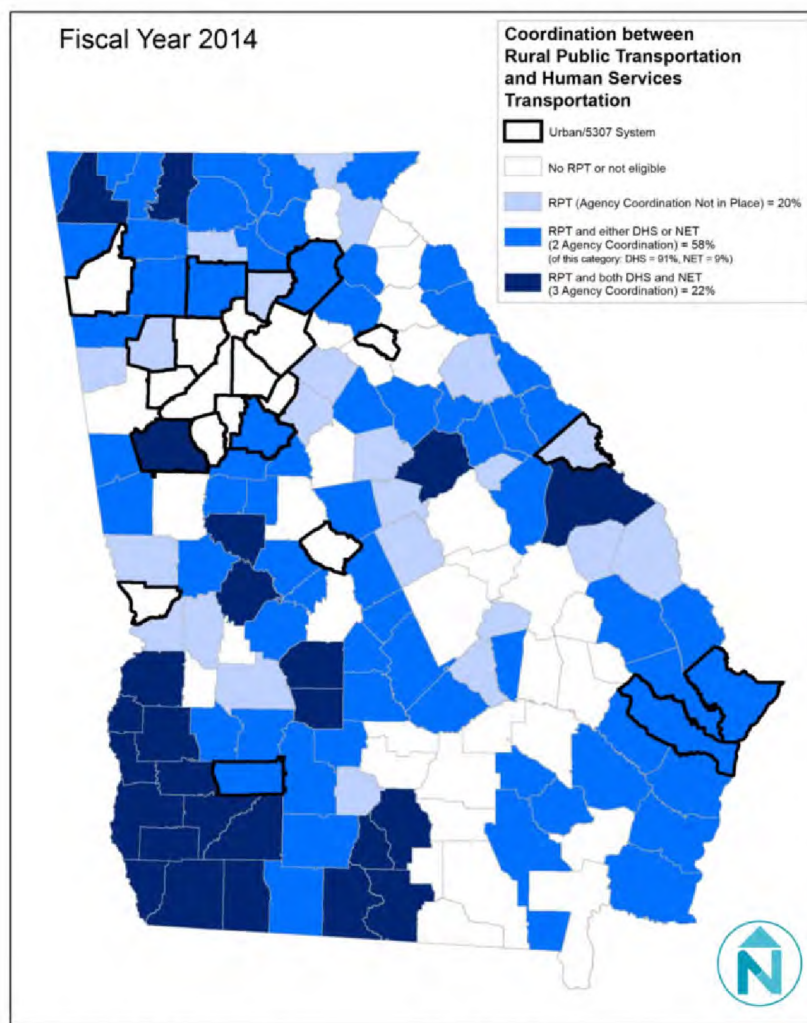 Fiscal Year 2014
Coordination between
Rural Public Transportation
and Human Services
Transportation
Urban/5307 System
No RPT or not eligible
RPT (Agency Coordination Not in Place) = 20%
RPT and either DHS or NET
(2 Agency Coordination) = 58%
(of this category: DHS = 91%, NET = 9%)
RPT and both DHS and NET
(3 Agency Coordination) = 22%
N